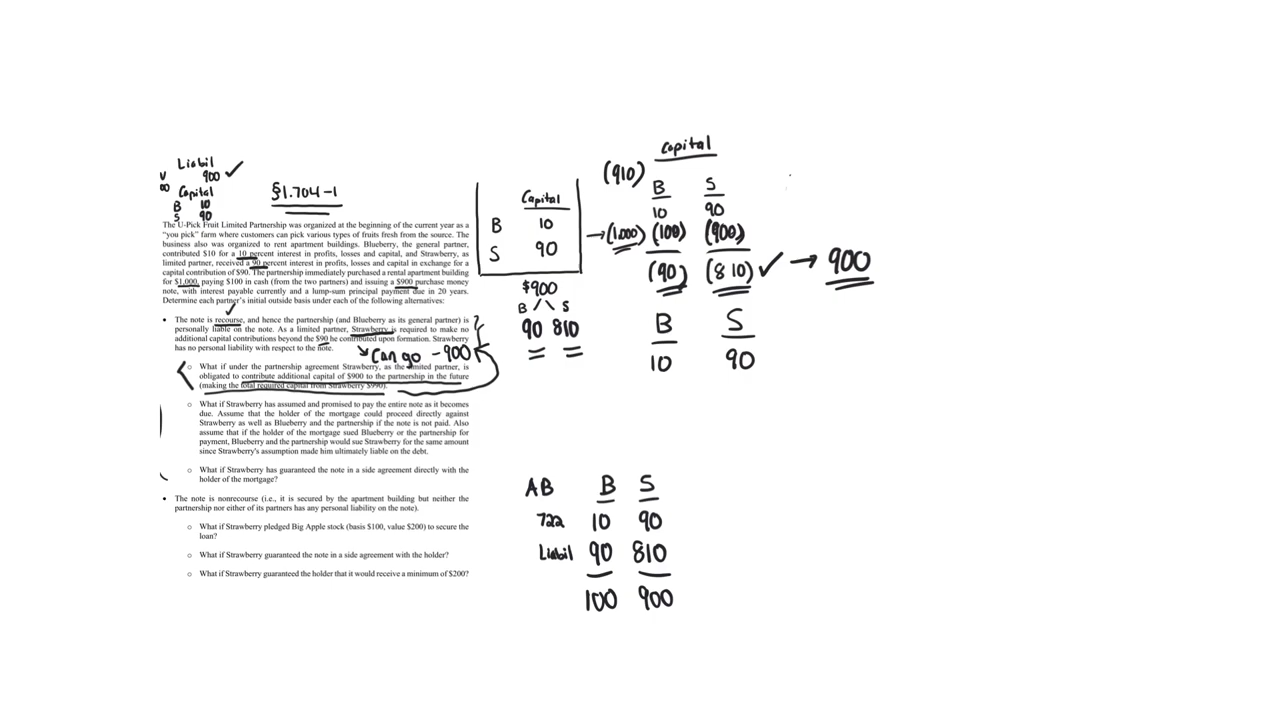 Liabil
900
Capital
B 10
S 90
§1.704-1
The U-Pick Fruit Limited Partnership was organized at the beginning of the current year as a
"you pick" farm where customers can pick various types of fruits fresh from the source. The
business also was organized to rent apartment buildings. Blueberry, the general partner,
contributed $10 for a 10 percent interest in profits, losses and capital, and Strawberry, as
limited partner, received a 90 percent interest in profits, losses and capital in exchange for a
capital contribution of $90. The partnership immediately purchased a rental apartment building
for $1,000, paying $100 in cash (from the two partners) and issuing a $900 purchase money
note, with interest payable currently and a lump-sum principal payment due in 20 years.
Determine each partner's initial outside basis under each of the following alternatives:
• The note is recourse, and hence the partnership (and Blueberry as its general partner) is
personally liable on the note. As a limited partner, Strawberry is required to make no
additional capital contributions beyond the $90 he contributed upon formation. Strawberry
has no personal liability with respect to the note.
?
Can go -900
o What if under the partnership agreement Strawberry, as the limited partner, is
obligated to contribute additional capital of $900 to the partnership in the future
(making the total required capital from Strawberry $990).
o What if Strawberry has assumed and promised to pay the entire note as it becomes
due. Assume that the holder of the mortgage could proceed directly against
Strawberry as well as Blueberry and the partnership if the note is not paid. Also
assume that if the holder of the mortgage sued Blueberry or the partnership for
payment, Blueberry and the partnership would sue Strawberry for the same amount
since Strawberry's assumption made him ultimately liable on the debt.
o What if Strawberry has guaranteed the note in a side agreement directly with the
holder of the mortgage?
• The note is nonrecourse (i.e., it is secured by the apartment building but neither the
partnership nor either of its partners has any personal liability on the note).
o What if Strawberry pledged Big Apple stock (basis $100, value $200) to secure the
loan?
o What if Strawberry guaranteed the note in a side agreement with the holder?
o What if Strawberry guaranteed the holder that it would receive a minimum of $200?
Capital
B 10
S 90
$900
B S
90 810
Capital
(910)
B S
10 90
(1,000) (100) (900)
(90) (810) 900
B S
10 90
AB B S
722 10 90
Liabil 90 810
100 900